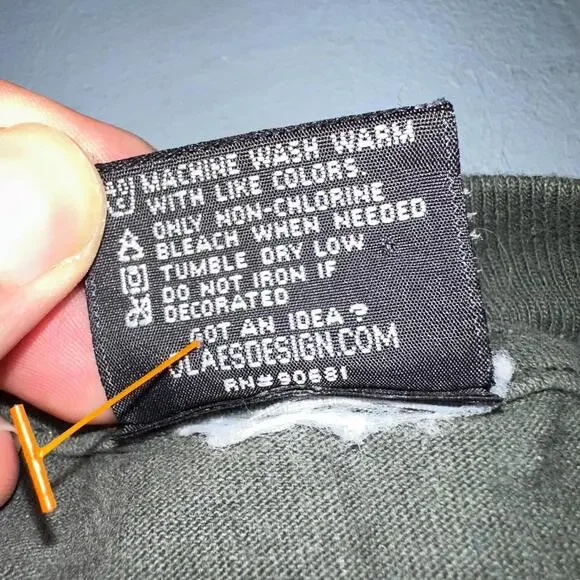 MACHINE WASH WARM
WITH LIKE COLORS.
ONLY NON-CHLORINE
BLEACH WHEN NEEDED
TUMBLE DRY LOW
DO NOT IRON IF
DECORATED
GOT AN IDEA?
OLAESDESIGN.COM
RN# 90681